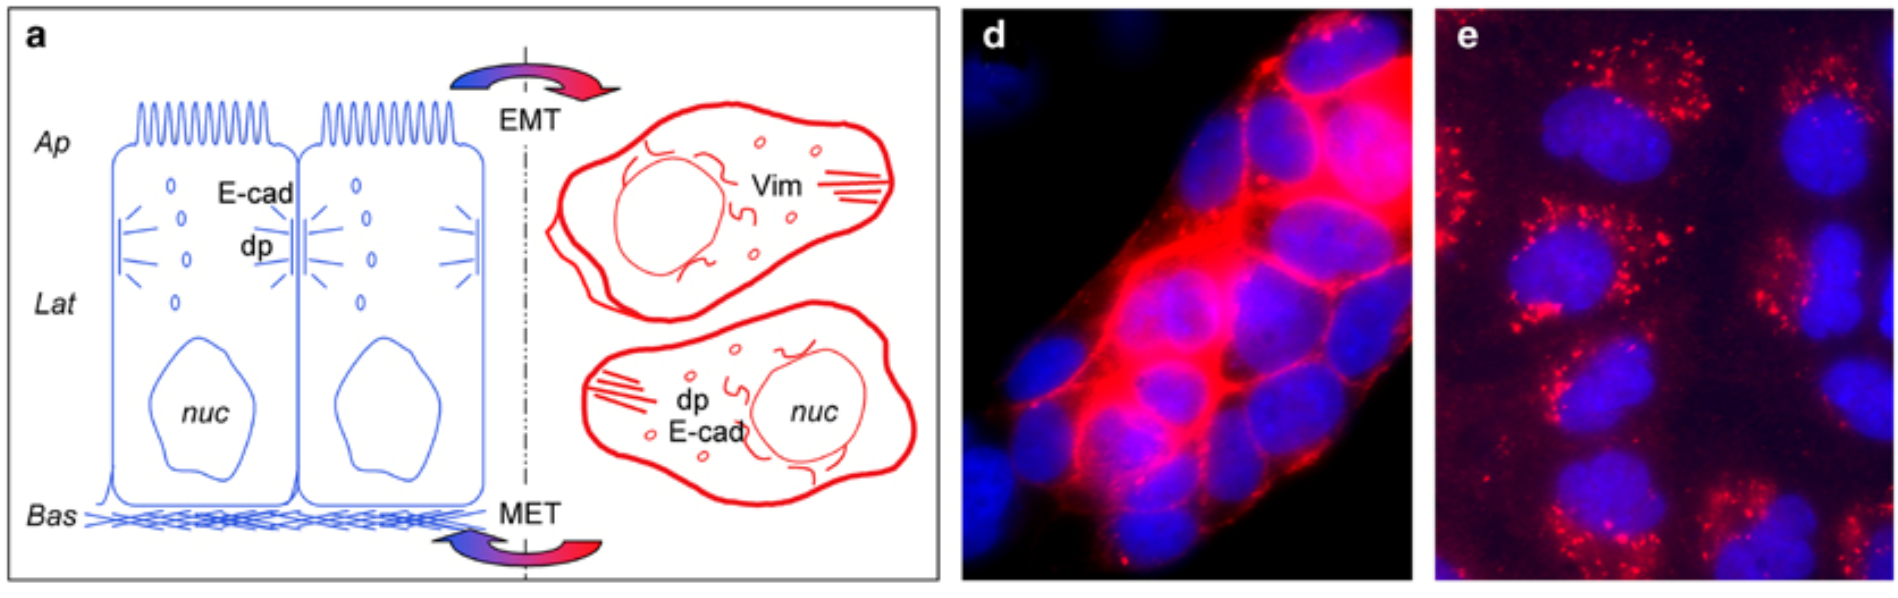 a
EMT
Ap
E-cad
Vim
dp
Lat
dp
nuc
nuc
E-cad
Bas
MET
d
e